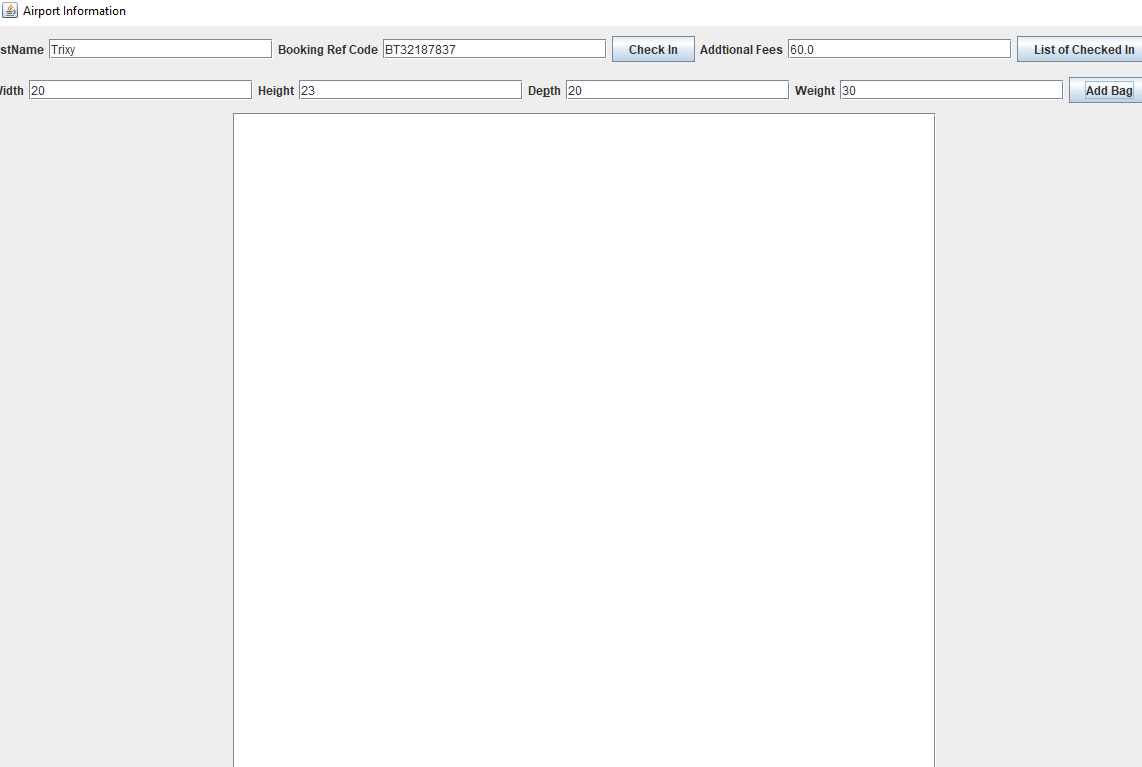 Airport Information
stName Trixy Booking Ref Code BT32187837 Check In Addtional Fees 60.0 List of Checked In
idth 20 Height 23 Depth 20 Weight 30 Add Bag